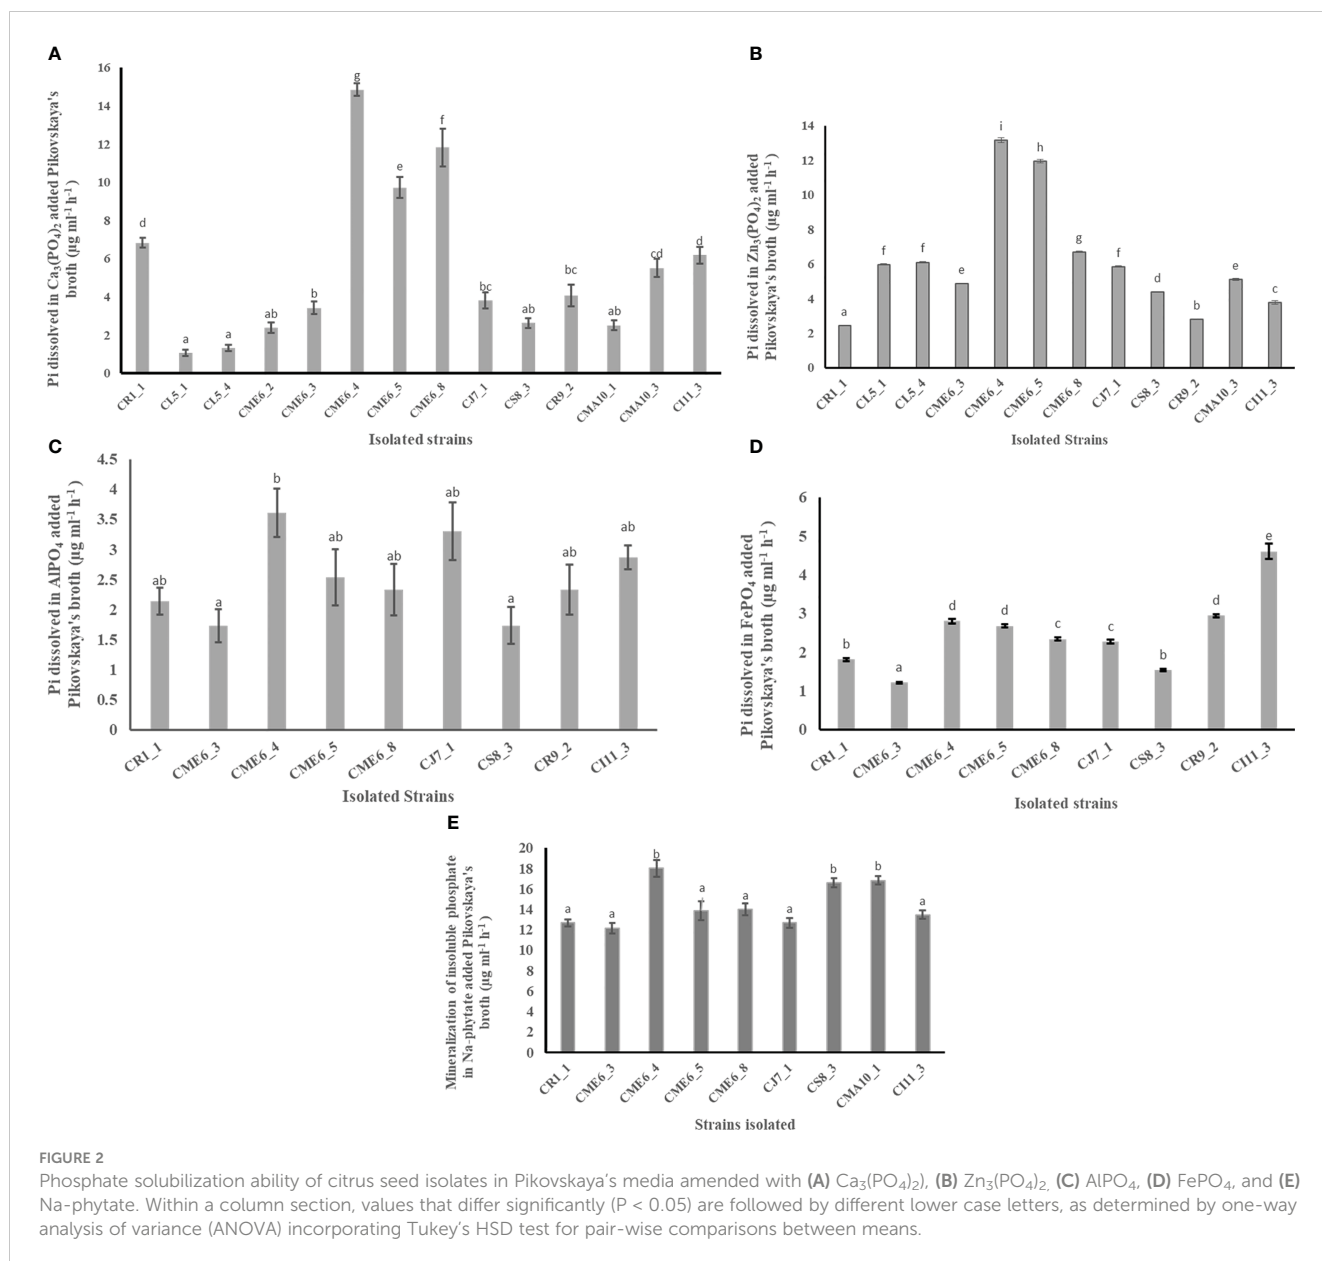 A
Pi dissolved in Ca₃(PO₄)₂ added Pikovskaya's
broth (µg ml⁻¹ h⁻¹)
16
14
12
10
8
6
4
2
0
d
a
a
ab
b
g
e
f
bc
ab
bc
ab
cd
d
CR1_1
CL5_1
CL5_4
CME6_2
CME6_3
CME6_4
CME6_5
CME6_8
CJ7_1
CS8_3
CR9_2
CMA10_1
CMA10_3
CI11_3
Isolated strains
B
Pi dissolved in Zn₃(PO₄)₂ added
Pikovskaya's broth (µg ml⁻¹ h⁻¹)
14
12
10
8
6
4
2
0
a
f
f
e
i
h
g
f
d
b
e
c
CR1_1
CL5_1
CL5_4
CME6_3
CME6_4
CME6_5
CME6_8
CJ7_1
CS8_3
CR9_2
CMA10_3
CI11_3
Isolated Strains
C
Pi dissolved in AlPO₄ added
Pikovskaya's broth (µg ml⁻¹ h⁻¹)
4.5
4
3.5
3
2.5
2
1.5
1
0.5
0
ab
a
b
ab
ab
ab
a
ab
ab
CR1_1
CME6_3
CME6_4
CME6_5
CME6_8
CJ7_1
CS8_3
CR9_2
CI11_3
Isolated Strains
D
Pi dissolved in FePO₄ added
Pikovskaya's broth (µg ml⁻¹ h⁻¹)
6
5
4
3
2
1
0
b
a
d
d
c
c
b
d
e
CR1_1
CME6_3
CME6_4
CME6_5
CME6_8
CJ7_1
CS8_3
CR9_2
CI11_3
Isolated strains
E
Mineralization of insoluble phosphate
in Na-phytate added Pikovskaya's
broth (µg ml⁻¹ h⁻¹)
20
18
16
14
12
10
8
6
4
2
0
a
a
b
a
a
a
b
b
a
CR1_1
CME6_3
CME6_4
CME6_5
CME6_8
CJ7_1
CS8_3
CMA10_1
CI11_3
Strains isolated
FIGURE 2
Phosphate solubilization ability of citrus seed isolates in Pikovskaya's media amended with (A) Ca₃(PO₄)₂), (B) Zn₃(PO₄)₂, (C) AlPO₄, (D) FePO₄, and (E)
Na-phytate. Within a column section, values that differ significantly (P < 0.05) are followed by different lower case letters, as determined by one-way
analysis of variance (ANOVA) incorporating Tukey's HSD test for pair-wise comparisons between means.